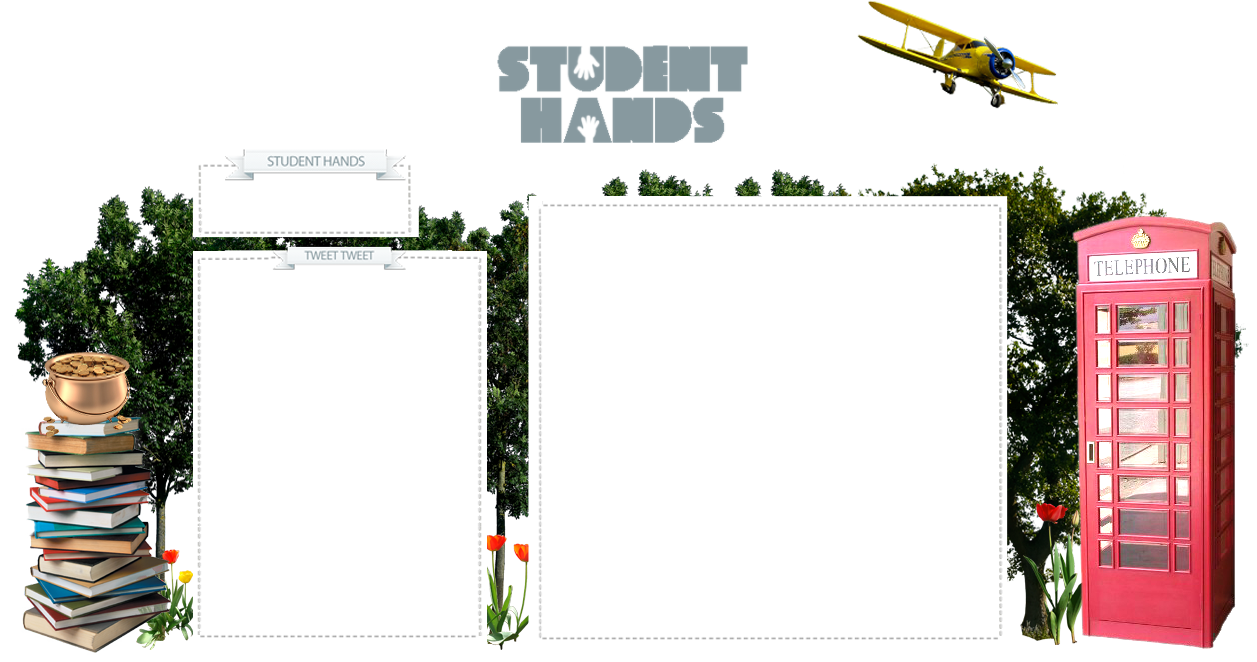 STUDENT
HANDS
STUDENT HANDS
TWEET TWEET
TELEPHONE